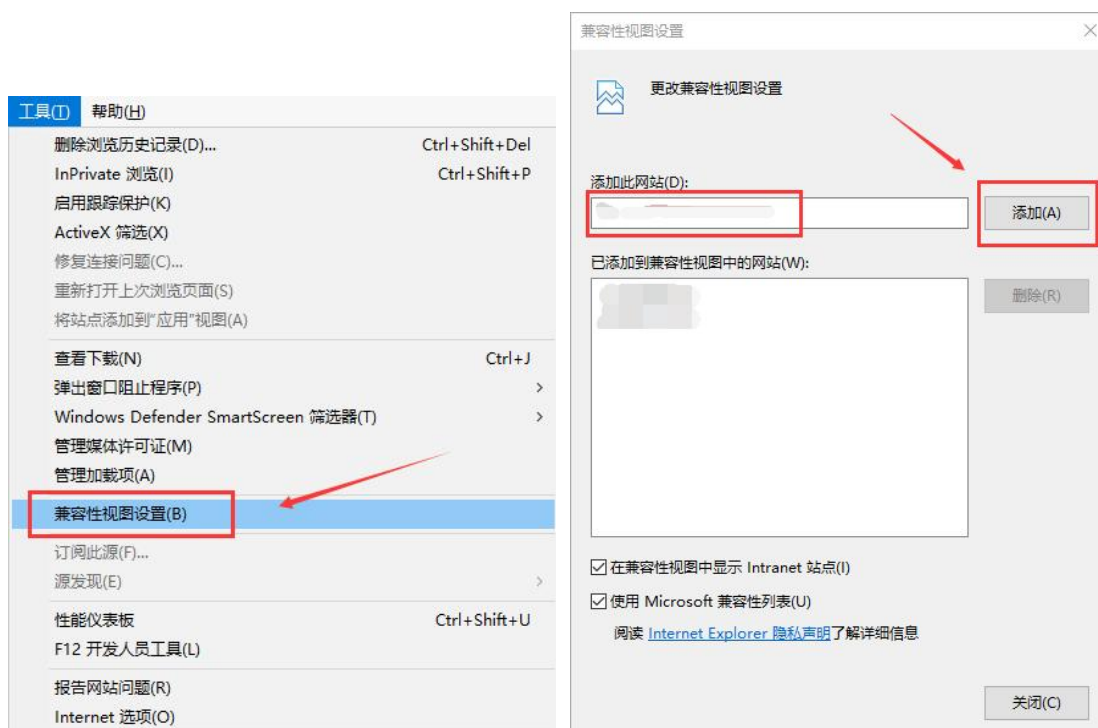 工具(T) 帮助(H)
删除浏览历史记录(D)... Ctrl+Shift+Del
InPrivate 浏览(I) Ctrl+Shift+P
启用跟踪保护(K)
ActiveX 筛选(X)
修复连接问题(C)...
重新打开上次浏览页面(S)
将站点添加到“应用”视图(A)
查看下载(N) Ctrl+J
弹出窗口阻止程序(P)
Windows Defender SmartScreen 筛选器(T)
管理媒体许可证(M)
管理加载项(A)
兼容性视图设置(B)
订阅此源(F)...
源发现(E)
性能仪表板 Ctrl+Shift+U
F12 开发人员工具(L)
报告网站问题(R)
Internet 选项(O)
兼容性视图设置
更改兼容性视图设置
添加此网站(D):
添加(A)
已添加到兼容性视图中的网站(W):
删除(R)
在兼容性视图中显示 Intranet 站点(I)
使用 Microsoft 兼容性列表(U)
阅读 Internet Explorer 隐私声明了解详细信息
关闭(C)